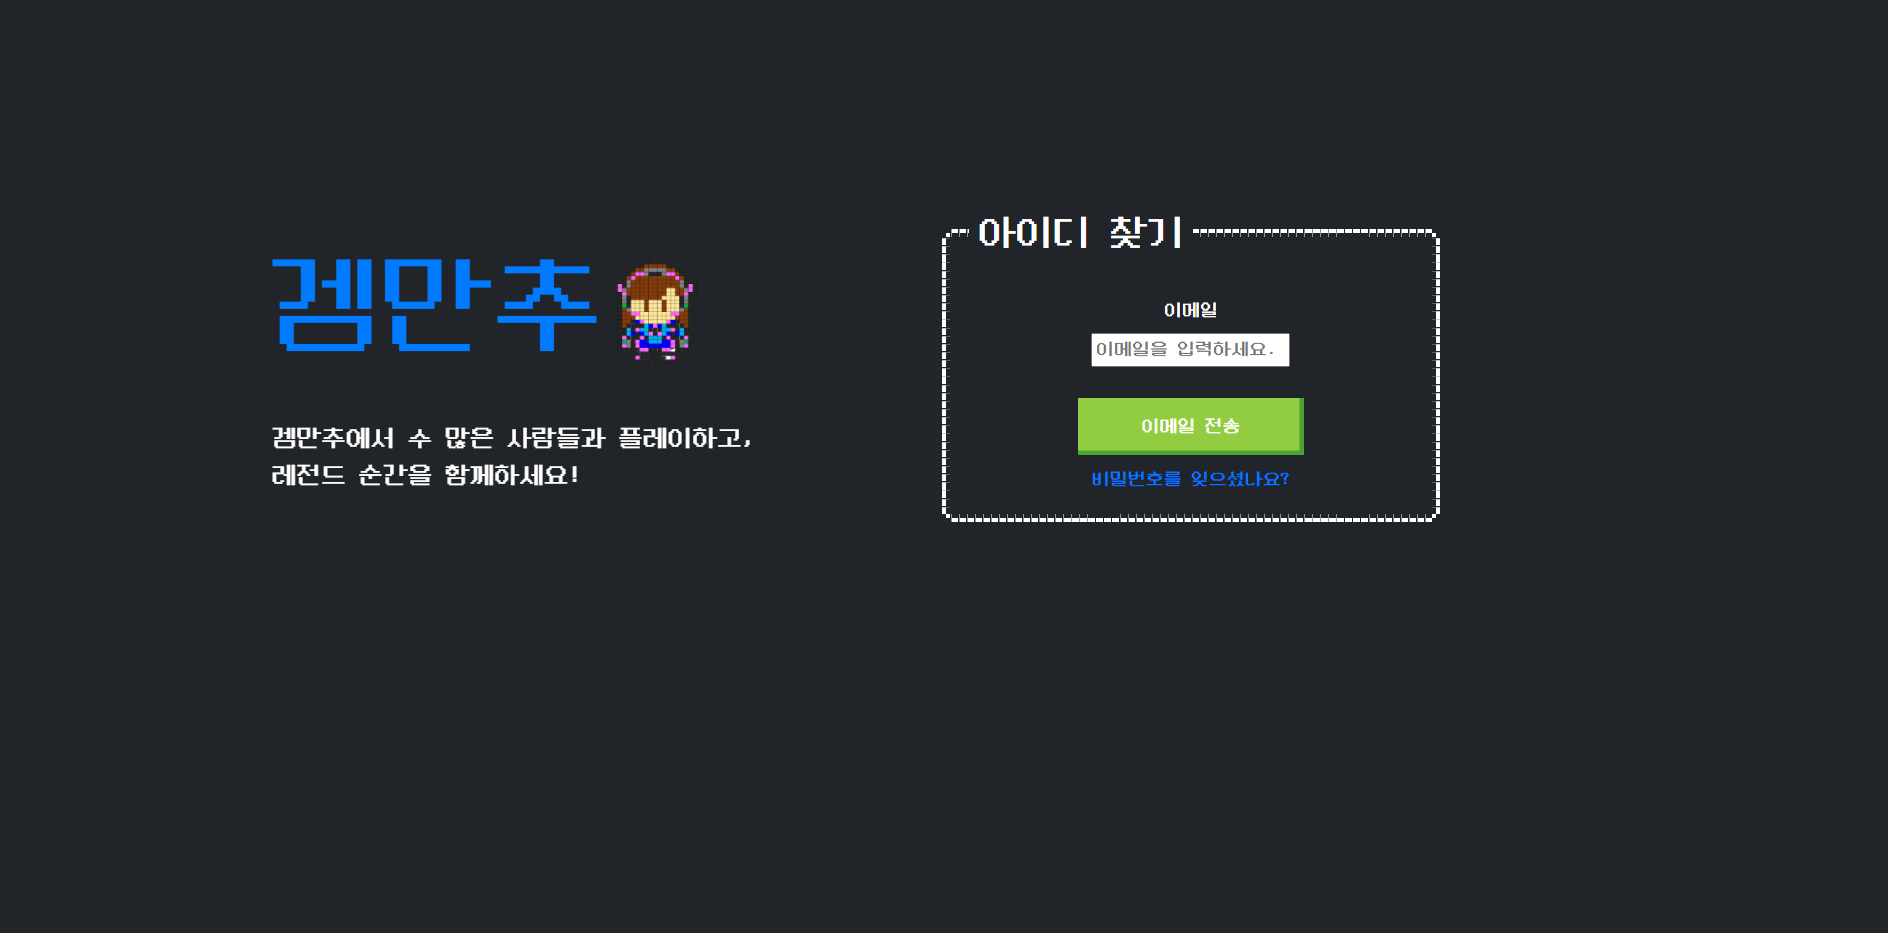 겜만추
겜만추에서 수 많은 사람들과 플레이하고,
레전드 순간을 함께하세요!
아이디 찾기
이메일
이메일을 입력하세요.
이메일 전송
비밀번호를 잊으셨나요?